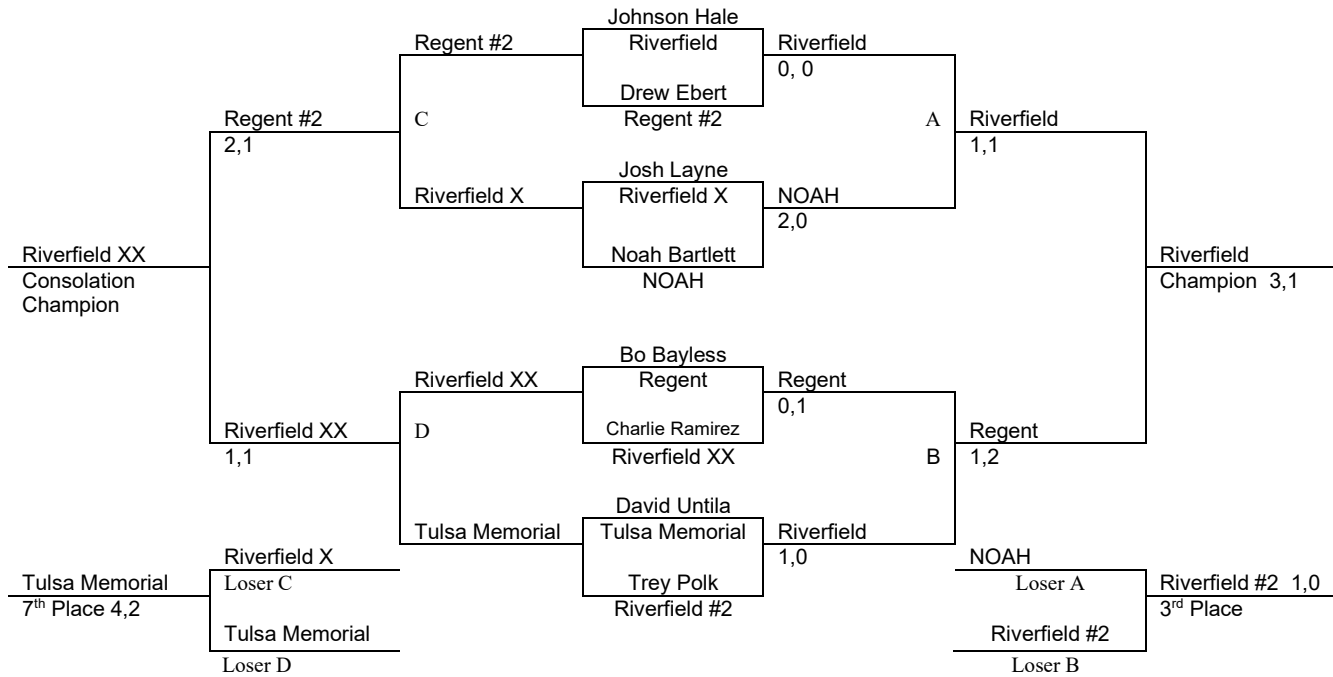 Johnson Hale
Regent #2 Riverfield Riverfield
0, 0
Drew Ebert
Regent #2 C Regent #2 A Riverfield
2,1 1,1
Josh Layne
Riverfield X Riverfield X NOAH
2,0
Riverfield XX Noah Bartlett Riverfield
Consolation NOAH Champion 3,1
Champion
Bo Bayless
Riverfield XX Regent Regent
0,1
Riverfield XX D Charlie Ramirez Regent
1,1 Riverfield XX B 1,2
David Untila
Tulsa Memorial Tulsa Memorial Riverfield
Riverfield X 1,0 NOAH
Tulsa Memorial Loser C Trey Polk Loser A Riverfield #2 1,0
7th Place 4,2 Riverfield #2 3rd Place
Tulsa Memorial Riverfield #2
Loser D Loser B